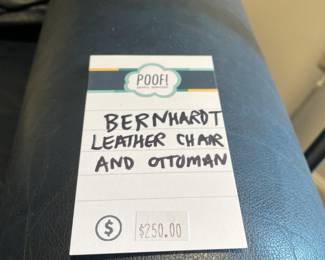 POOF!
BERNHARDT
LEATHER CHAIR
AND OTTOMAN
$ $250.00